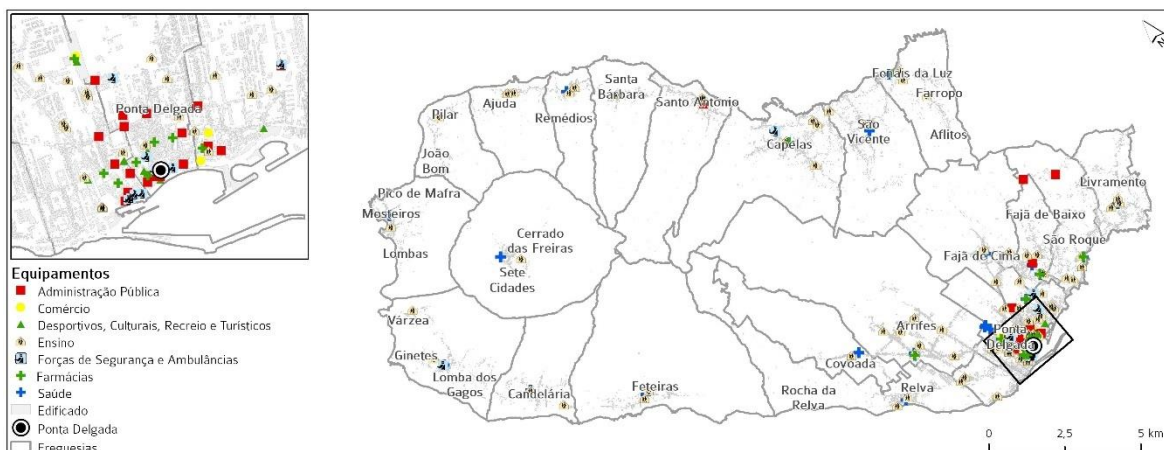 Ponta Delgada
Equipamentos
Administração Pública
Comércio
Desportivos, Culturais, Recreio e Turísticos
Ensino
Forças de Segurança e Ambulâncias
Farmácias
Saúde
Edificado
Ponta Delgada
Freguesias
N
Fenais da Luz
Farropo
Aflitos
Santa
Bárbara
Santo António
Ajuda
Remédios
Pilar
João
Bom
Capelas
São
Vicente
Pico de Mafra
Mosteiros
Lombas
Cerrado
das Freiras
Sete
Cidades
Livramento
Fajã de Baixo
São Roque
Fajã de Cima
Várzea
Ginetes
Lomba dos
Gagos
Candelária
Feteiras
Arrifes
Covoada
Ponta
Delgada
Rocha da
Relva
Relva
0
2,5
5 km